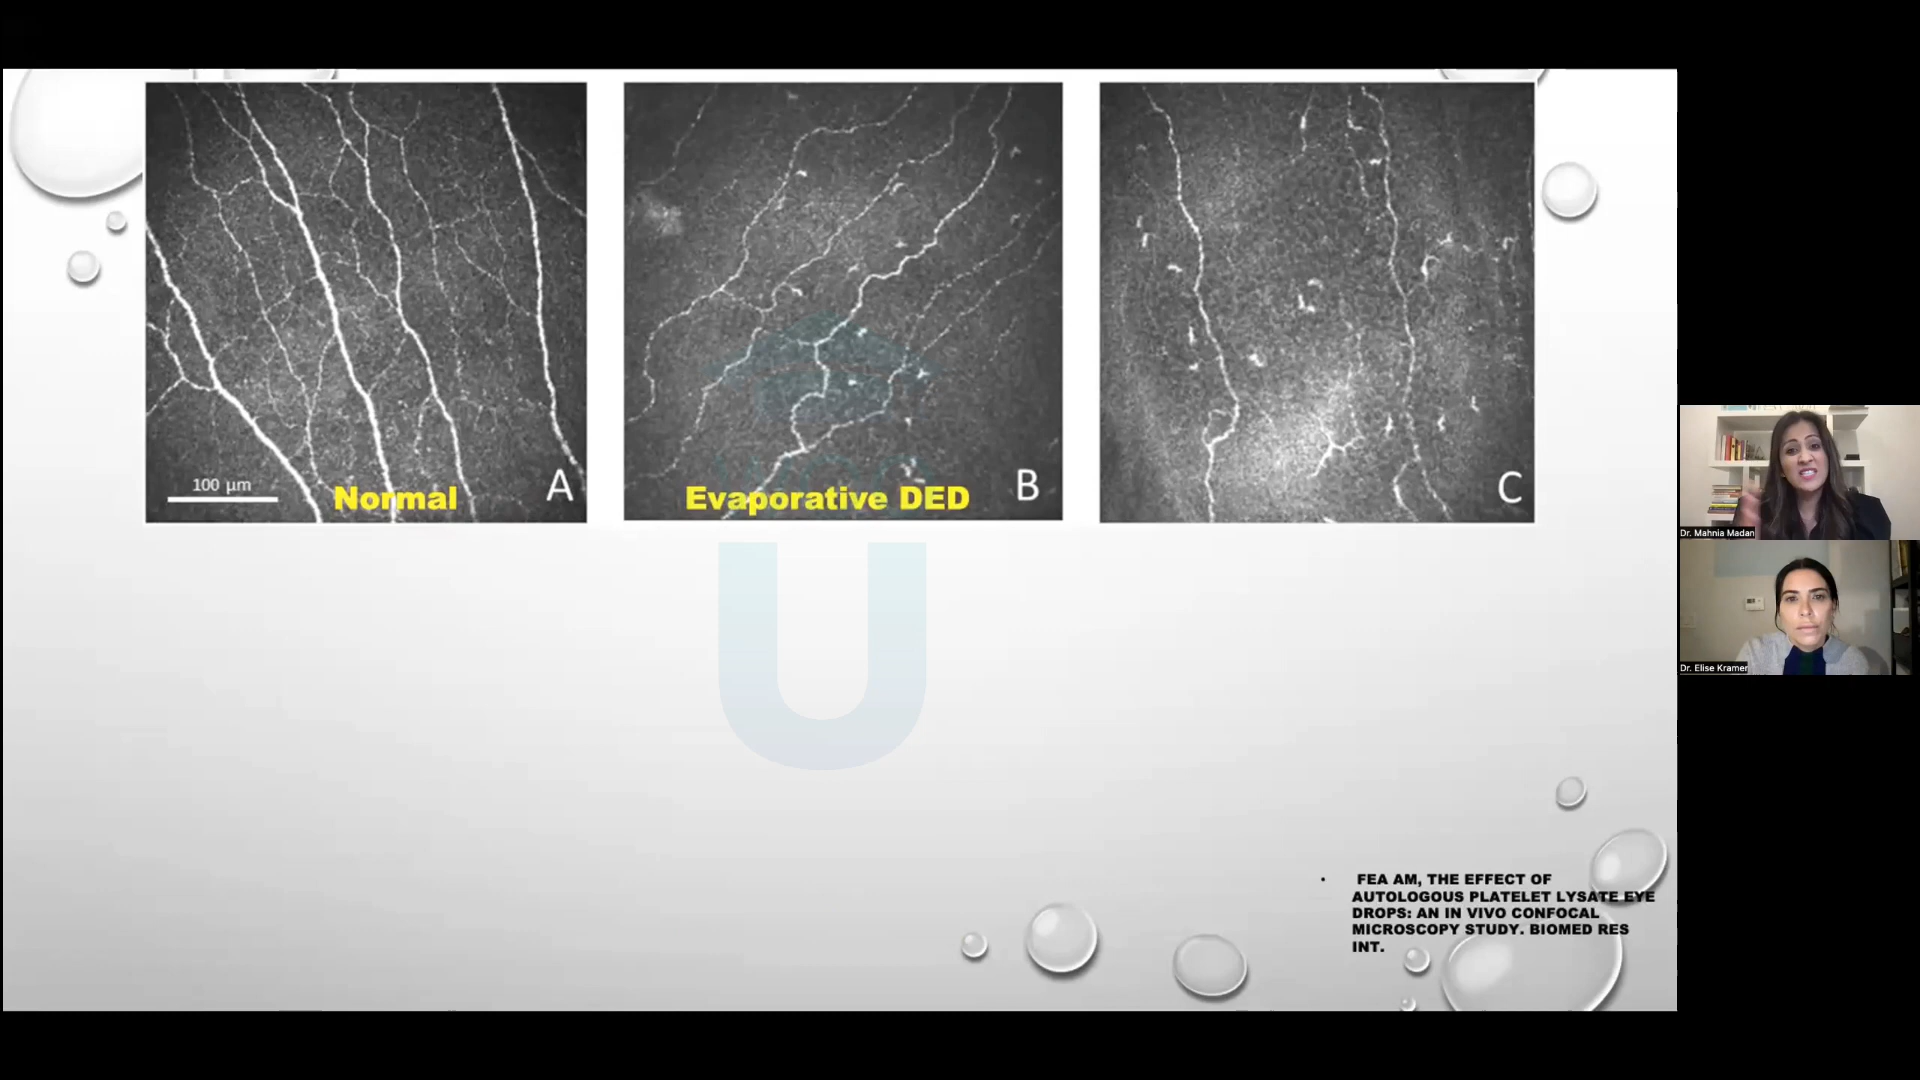 100 µm
Normal
A
Evaporative DED
B
C
U
Dr. Mahnia Madan
Dr. Elise Kramer
• FEA AM, THE EFFECT OF
AUTOLOGOUS PLATELET LYSATE EYE
DROPS: AN IN VIVO CONFOCAL
MICROSCOPY STUDY. BIOMED RES
INT.